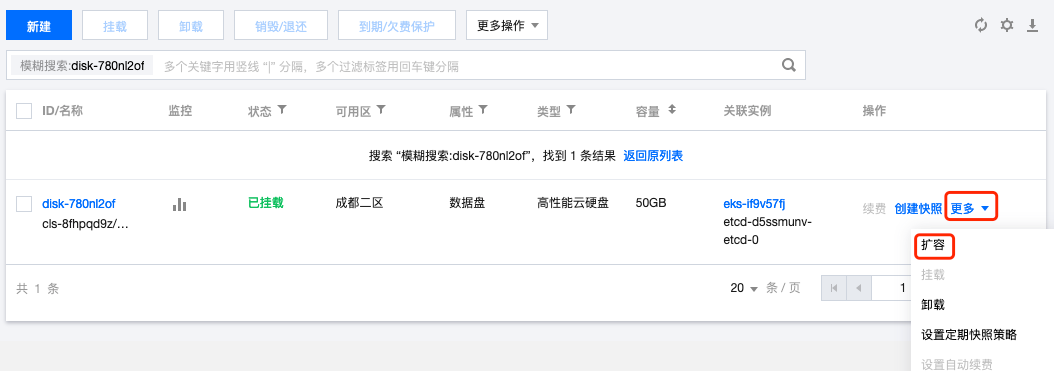 新建 挂载 卸载 销毁/退还 到期/欠费保护 更多操作
模糊搜索:disk-780nl2of 多个关键字用竖线 "|" 分隔，多个过滤标签用回车键分隔
ID/名称 监控 状态 可用区 属性 类型 容量 关联实例 操作
搜索 "模糊搜索:disk-780nl2of"，找到 1 条结果 返回原列表
disk-780nl2of 已挂载 成都二区 数据盘 高性能云硬盘 50GB eks-if9v57fj 续费 创建快照 更多
cls-8fhpqd9z/... etcd-d5ssmunv-
etcd-0
扩容
挂载
共 1 条 20 条 / 页 1
卸载
设置定期快照策略
设置自动续费